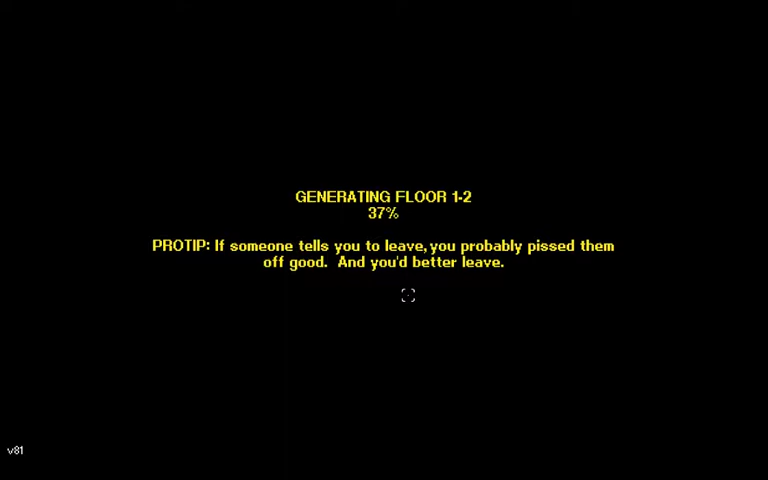 GENERATING FLOOR 1-2
37%
PROTIP: If someone tells you to leave, you probably pissed them
off good.  And you'd better leave.
v81